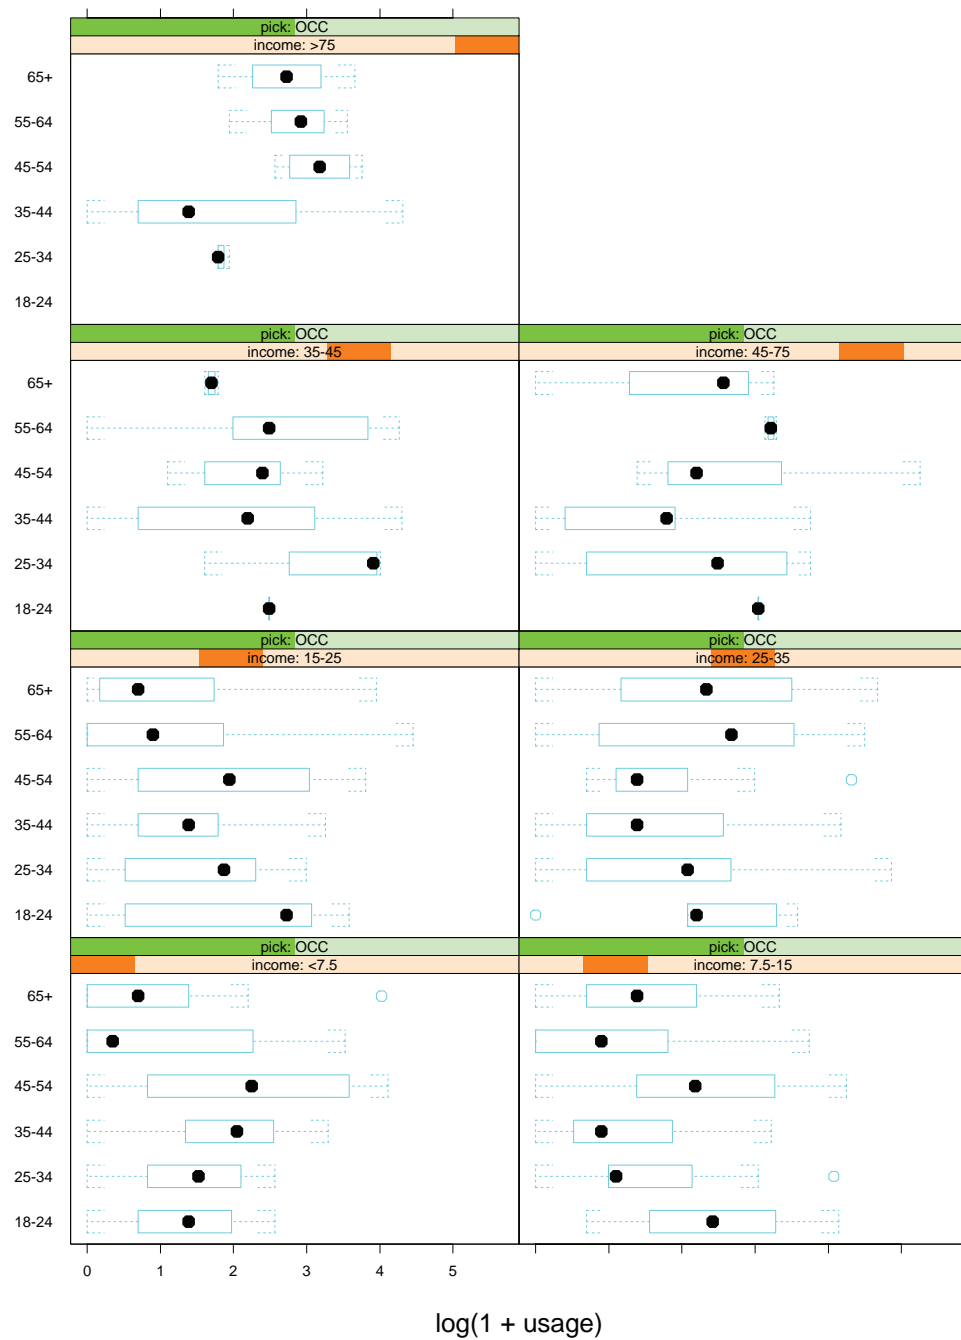 pick: OCC
income: >75
65+
55-64
45-54
35-44
25-34
18-24
pick: OCC pick: OCC
income: 35-45 income: 45-75
65+
55-64
45-54
35-44
25-34
18-24
pick: OCC pick: OCC
income: 15-25 income: 25-35
65+
55-64
45-54
35-44
25-34
18-24
pick: OCC pick: OCC
income: <7.5 income: 7.5-15
65+
55-64
45-54
35-44
25-34
18-24
0 1 2 3 4 5
log(1 + usage)